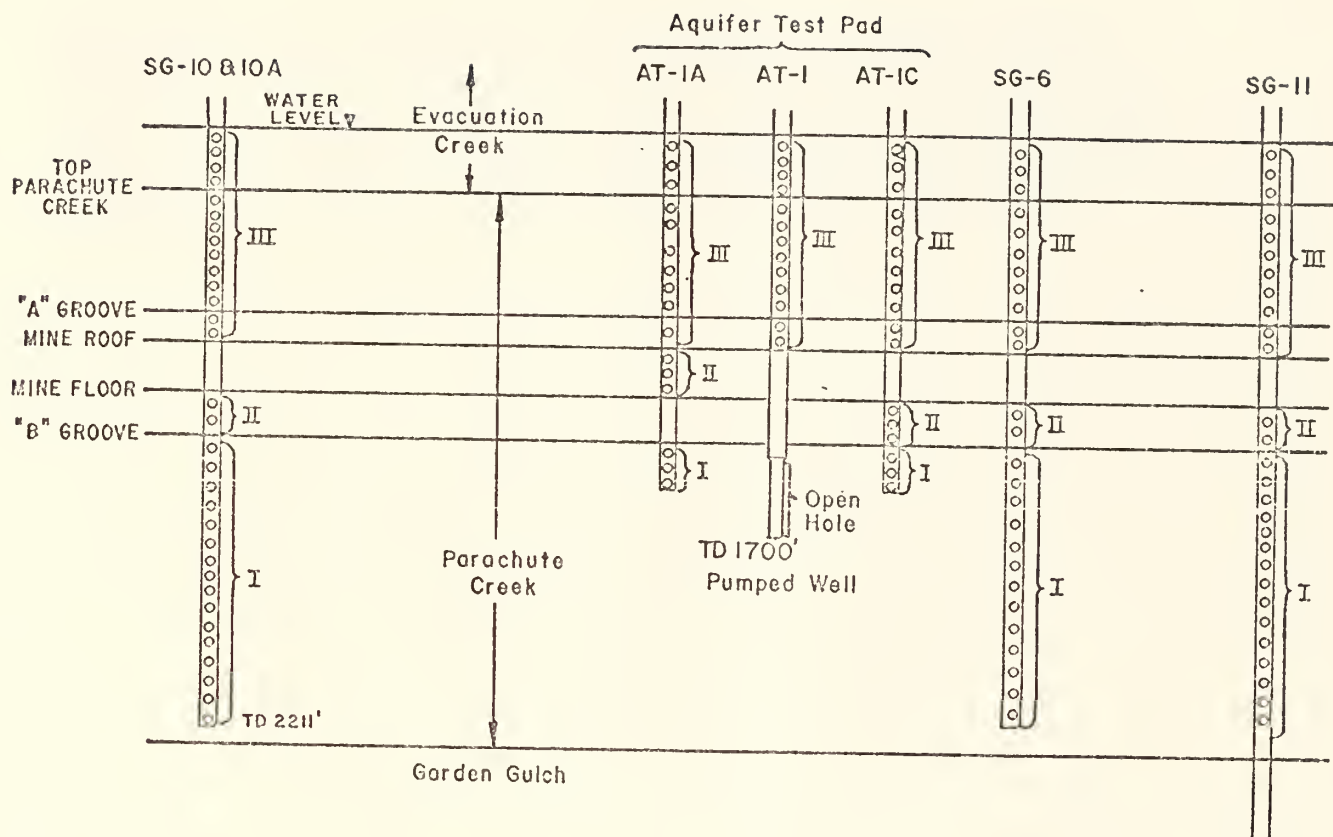 Aquifer Test Pad
SG-10 & 10A
AT-1A
AT-1
AT-1C
SG-6
SG-11
WATER
LEVEL
Evacuation
Creek
TOP
PARACHUTE
CREEK
III
III
III
III
III
III
"A" GROOVE
MINE ROOF
II
MINE FLOOR
II
II
II
II
"B" GROOVE
I
I
Open
Hole
TD 1700'
Pumped Well
Parachute
Creek
I
I
I
TD 2211'
Garden Gulch